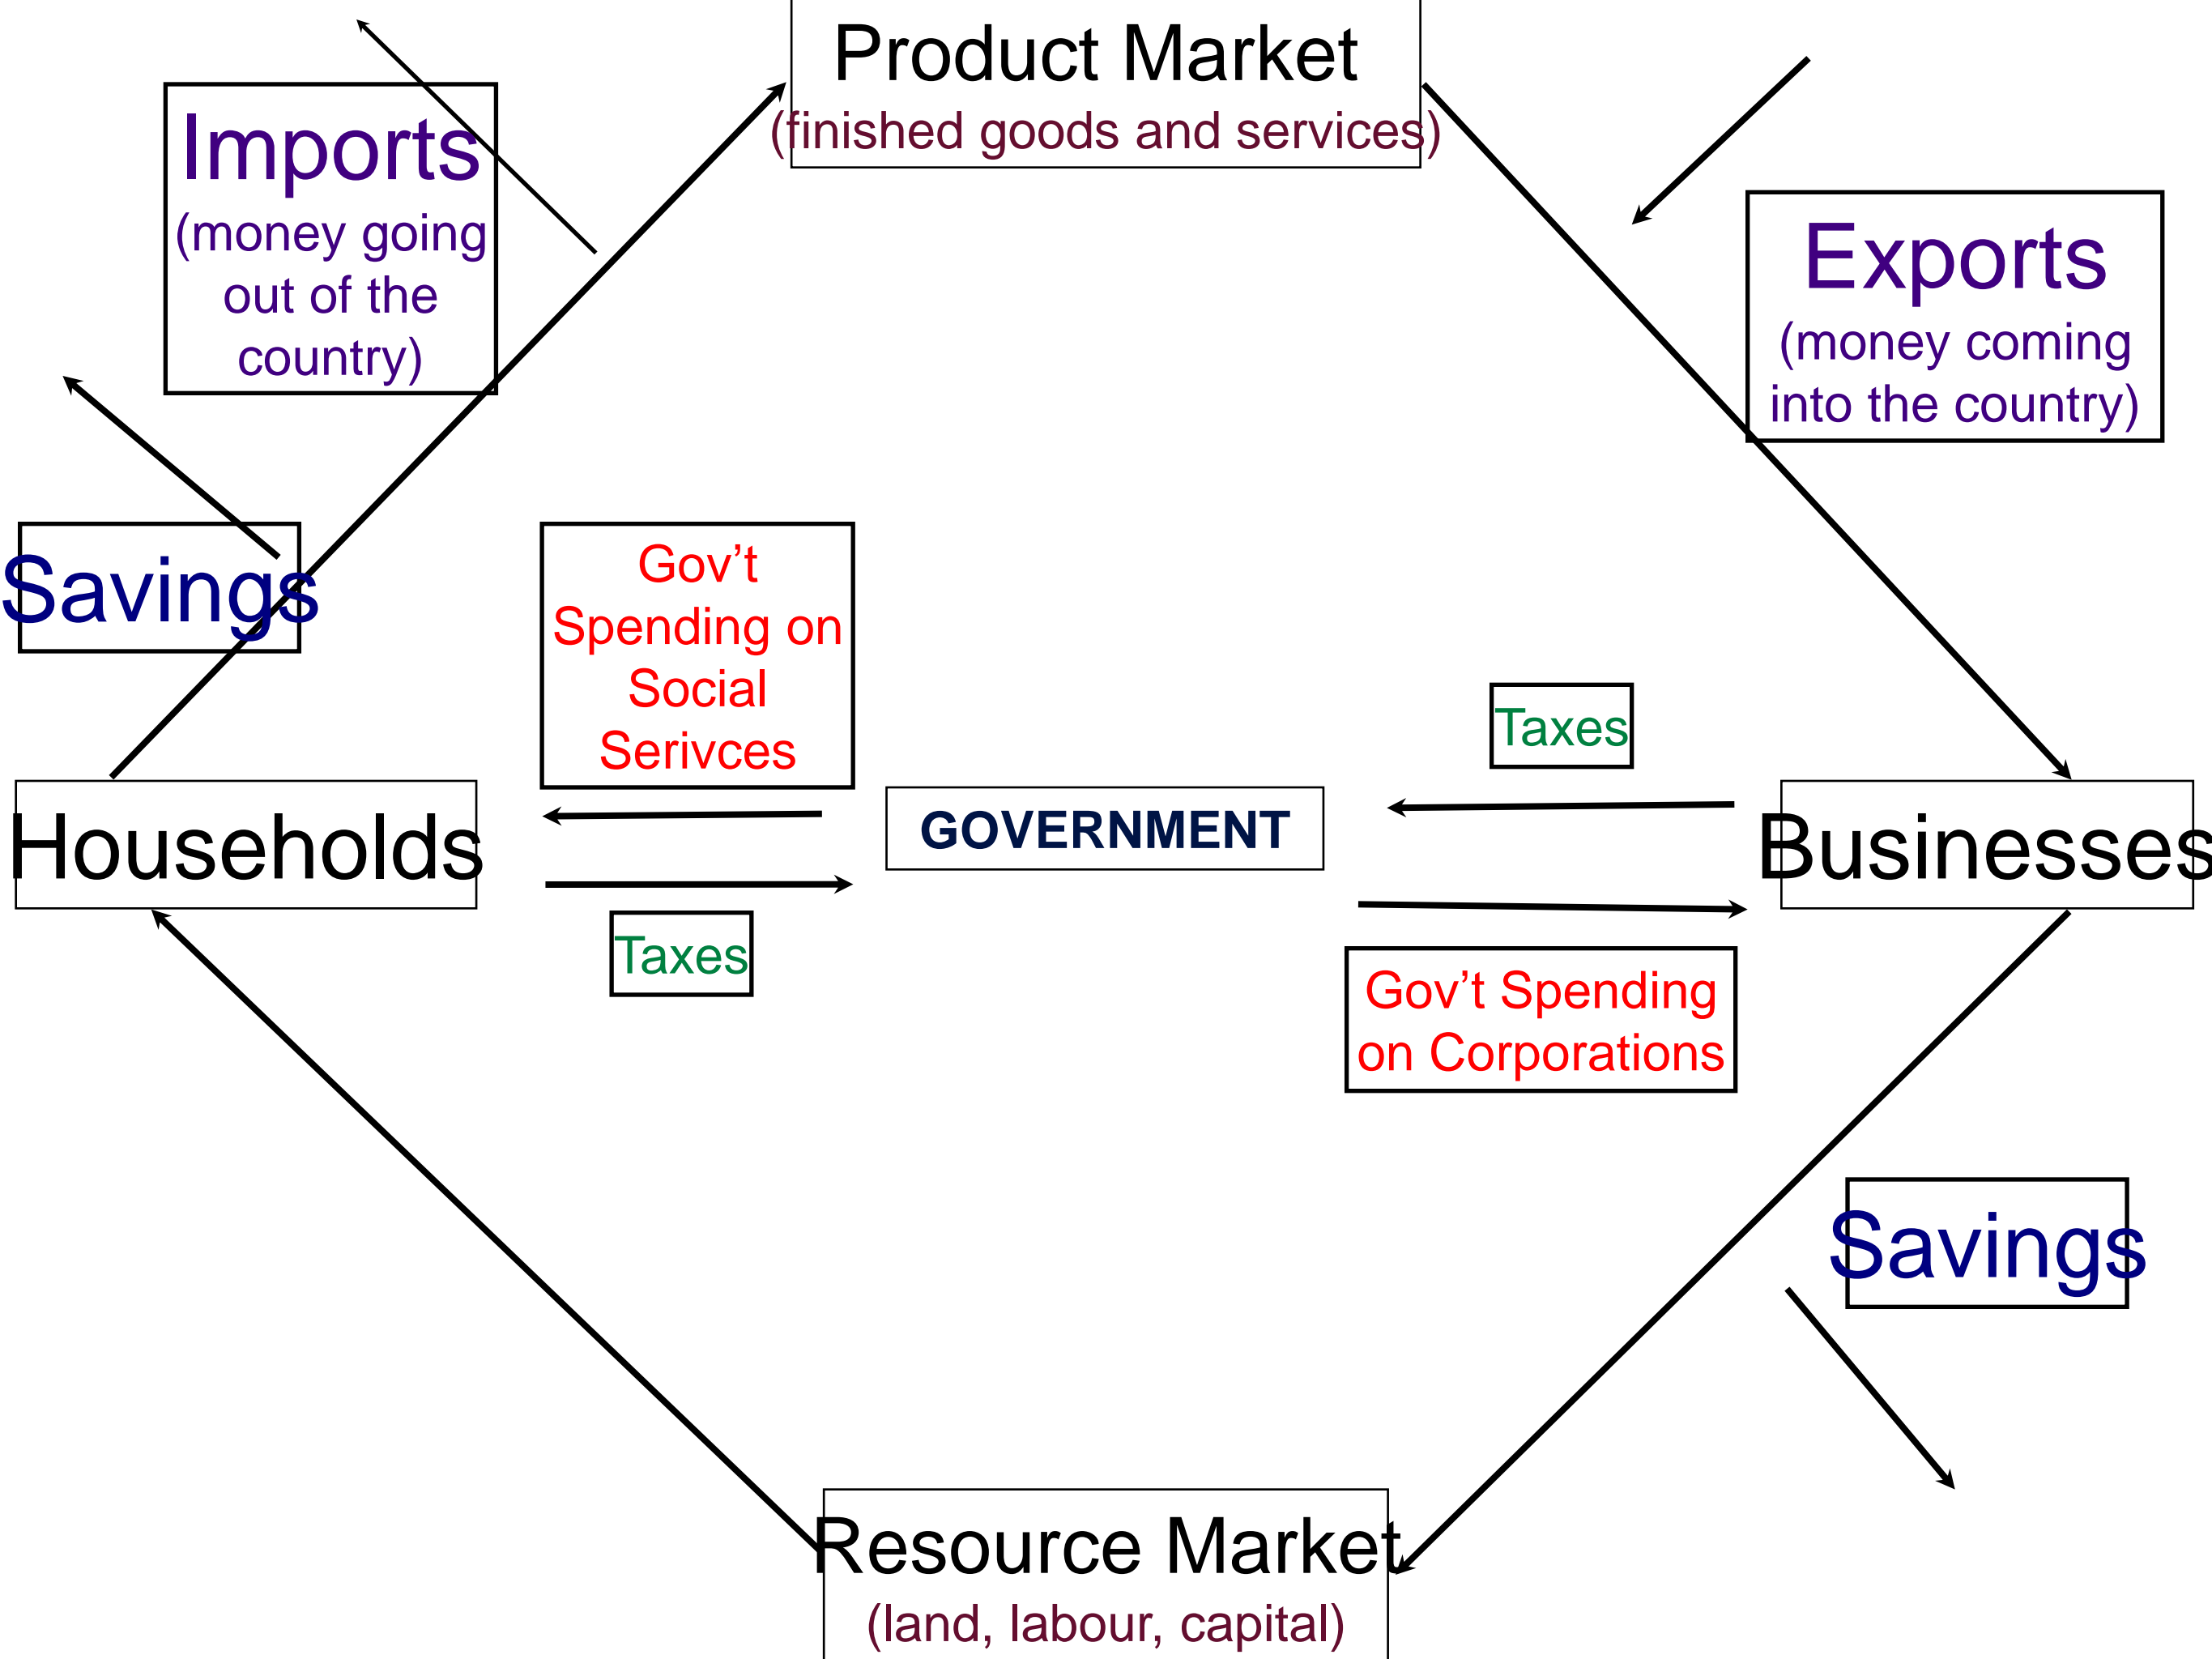 Product Market
(finished goods and services)
Imports
(money going
out of the
country)
Exports
(money coming
into the country)
Savings
Gov’t
Spending on
Social
Serivces
Taxes
Households
GOVERNMENT
Businesses
Taxes
Gov’t Spending
on Corporations
Savings
Resource Market
(land, labour, capital)